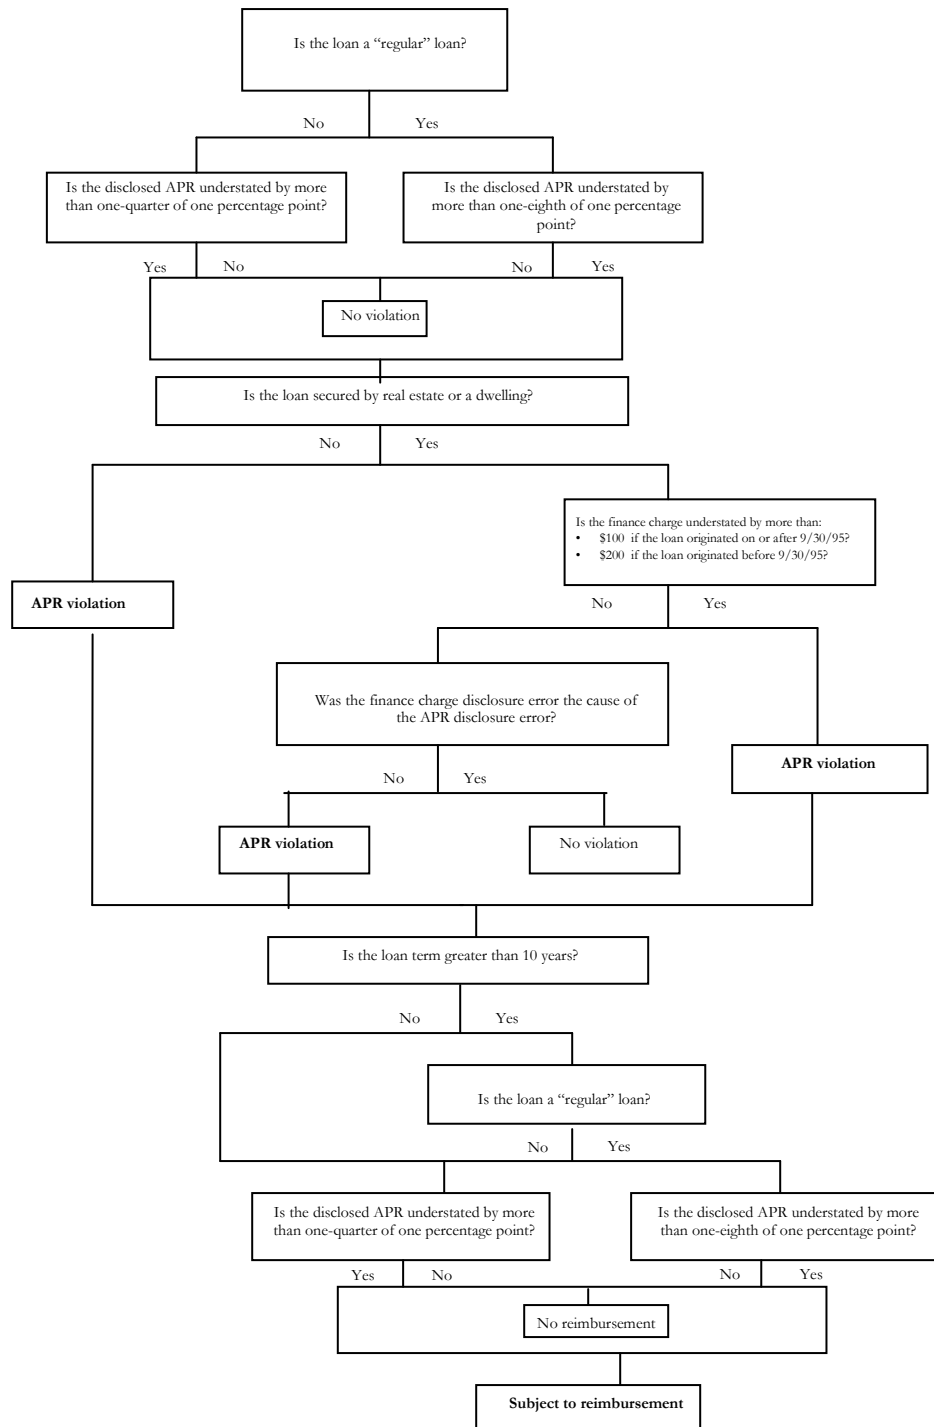 Is the loan a “regular” loan?
No
Yes
Is the disclosed APR understated by more
than one-quarter of one percentage point?
Is the disclosed APR understated by
more than one-eighth of one percentage
point?
Yes
No
No
Yes
No violation
Is the loan secured by real estate or a dwelling?
No
Yes
Is the finance charge understated by more than:
• $100 if the loan originated on or after 9/30/95?
• $200 if the loan originated before 9/30/95?
APR violation
No
Yes
Was the finance charge disclosure error the cause of
the APR disclosure error?
APR violation
No
Yes
APR violation
No violation
Is the loan term greater than 10 years?
No
Yes
Is the loan a “regular” loan?
No
Yes
Is the disclosed APR understated by more
than one-quarter of one percentage point?
Is the disclosed APR understated by more
than one-eighth of one percentage point?
Yes
No
No
Yes
No reimbursement
Subject to reimbursement